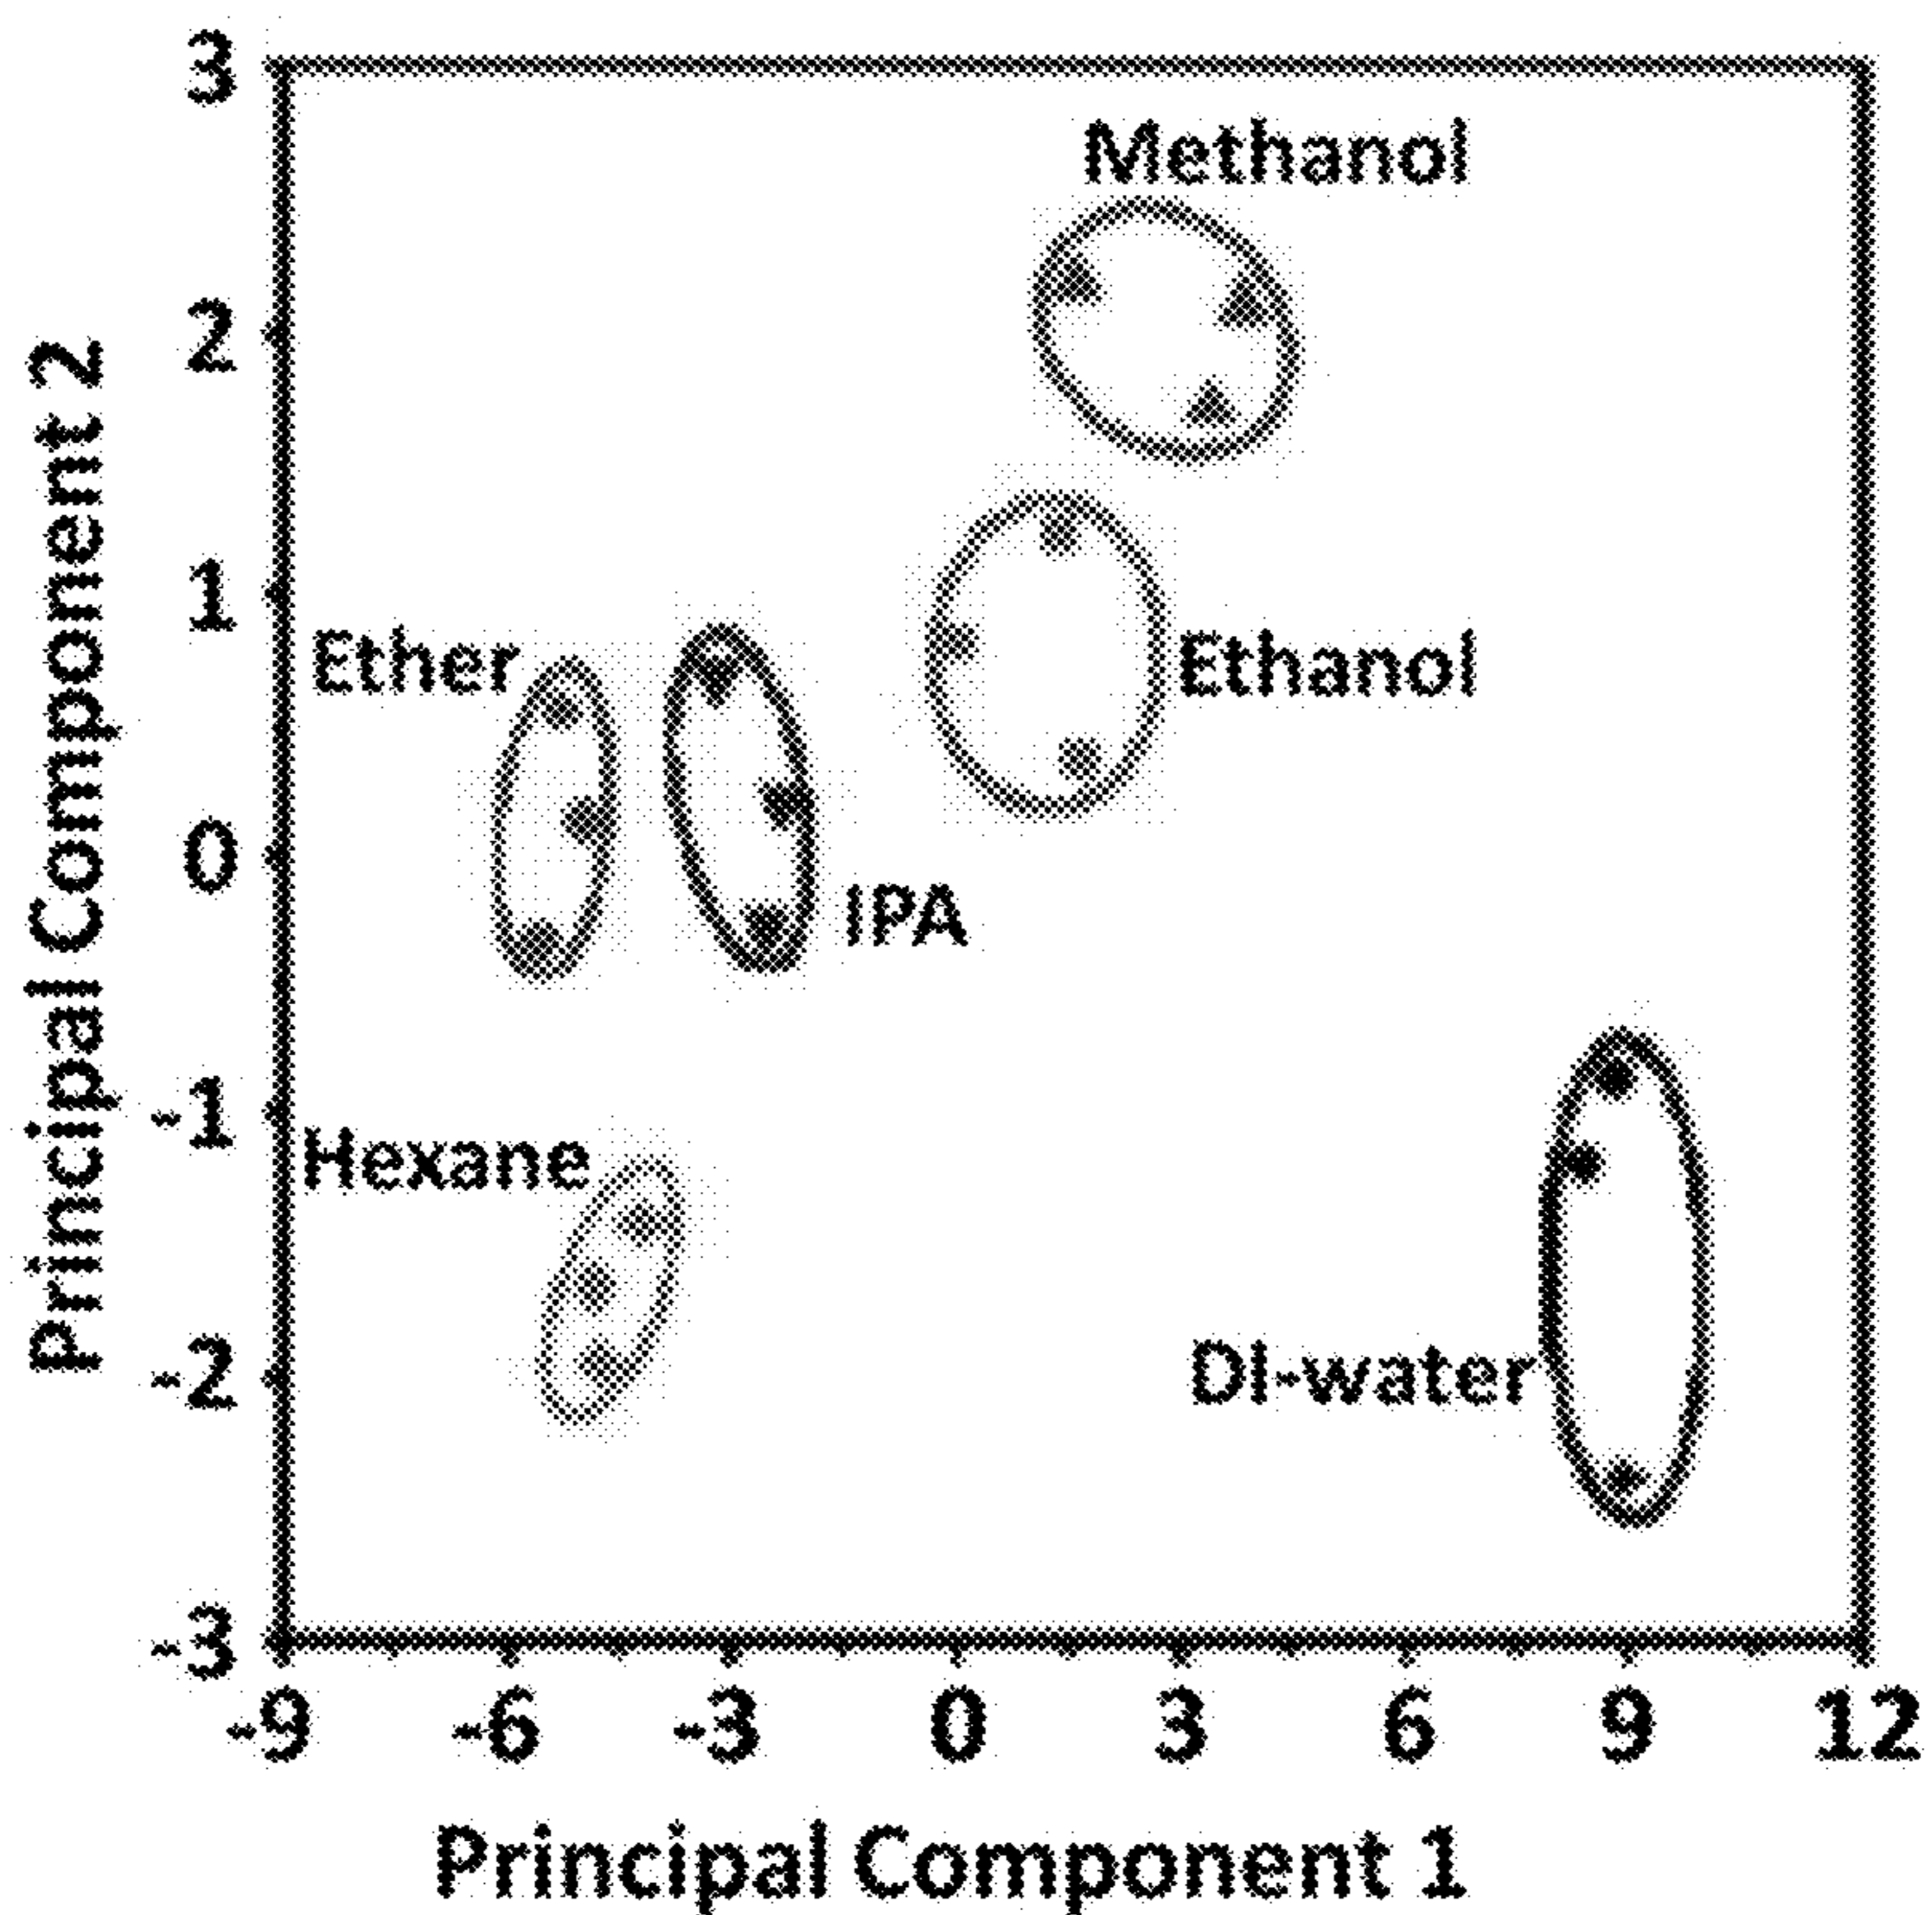 3
Methanol
2
1
Ether
Ethanol
0
IPA
-1
Hexane
-2
DI-water
-3
-9 -6 -3 0 3 6 9 12
Principal Component 1
Principal Component 2